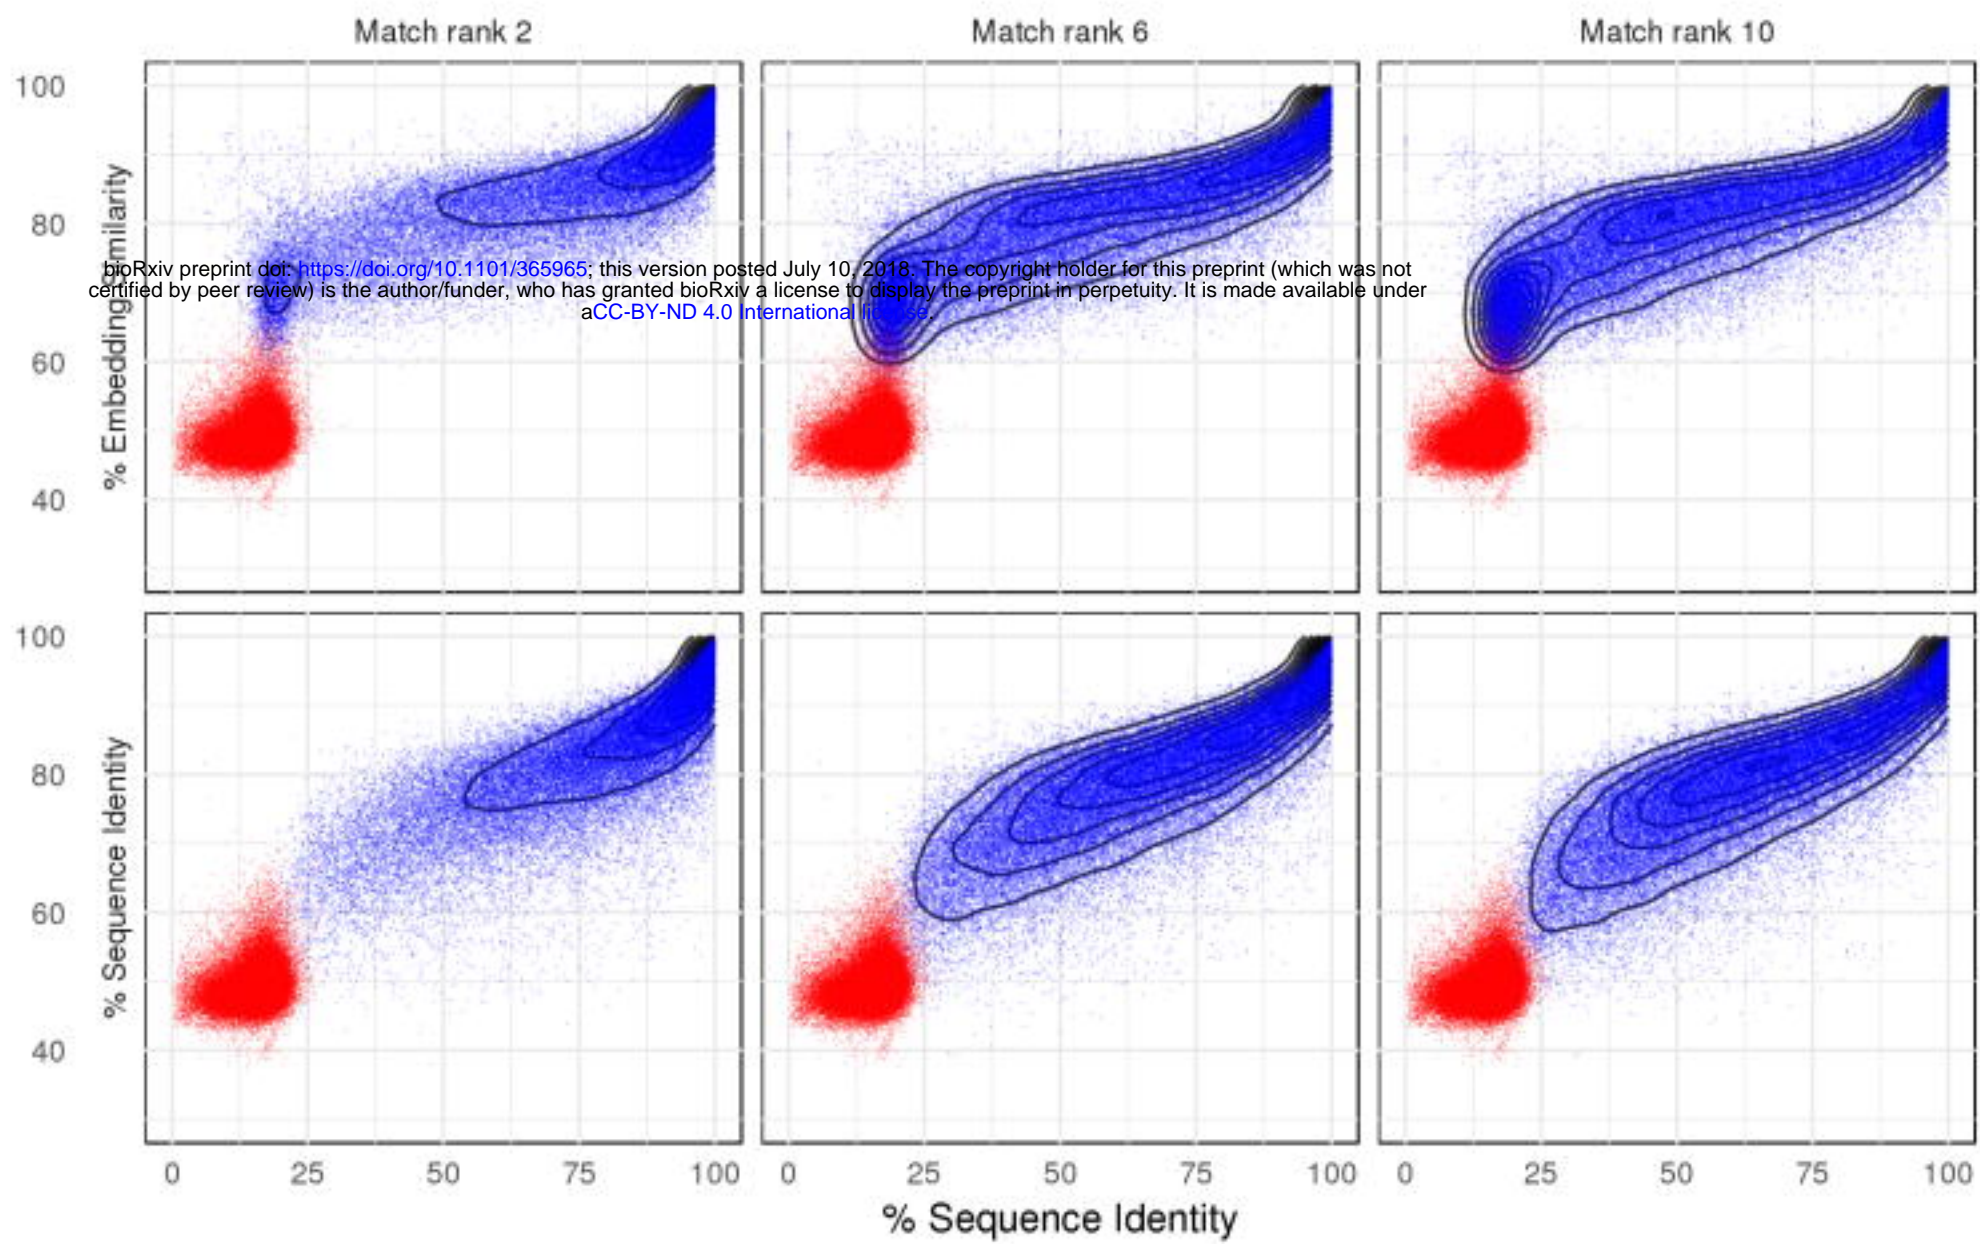 Match rank 2 Match rank 6 Match rank 10
100
80
60
40
% Embedding Similarity
bioRxiv preprint doi: https://doi.org/10.1101/365965; this version posted July 10, 2018. The copyright holder for this preprint (which was not
certified by peer review) is the author/funder, who has granted bioRxiv a license to display the preprint in perpetuity. It is made available under
aCC-BY-ND 4.0 International license.
100
80
60
40
% Sequence Identity
0 25 50 75 100 0 25 50 75 100 0 25 50 75 100
% Sequence Identity